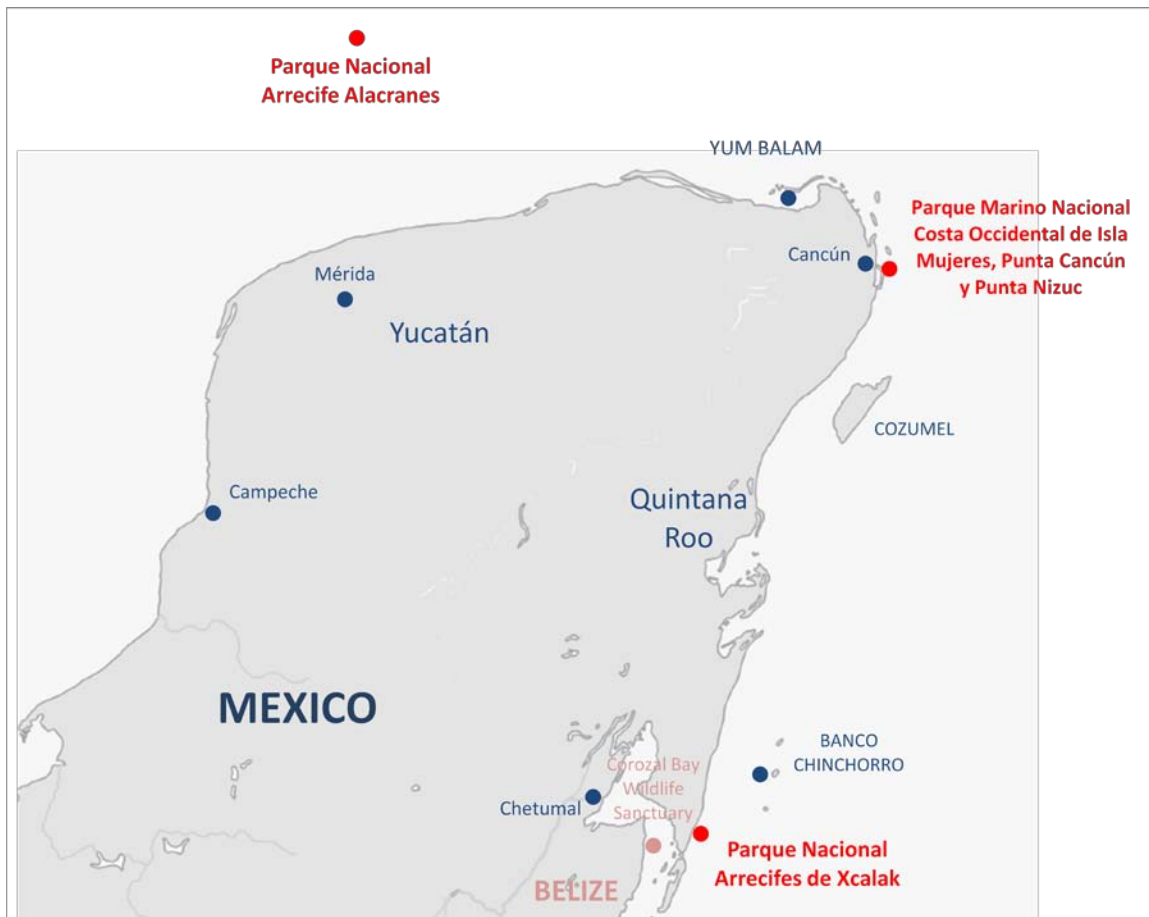 Parque Nacional
Arrecife Alacranes
YUM BALAM
Parque Marino Nacional
Costa Occidental de Isla
Mujeres, Punta Cancún
y Punta Nizuc
Cancún
Mérida
Yucatán
COZUMEL
Campeche
Quintana
Roo
MEXICO
BANCO
CHINCHORRO
Corozal Bay
Wildlife
Sanctuary
Chetumal
Parque Nacional
Arrecifes de Xcalak
BELIZE